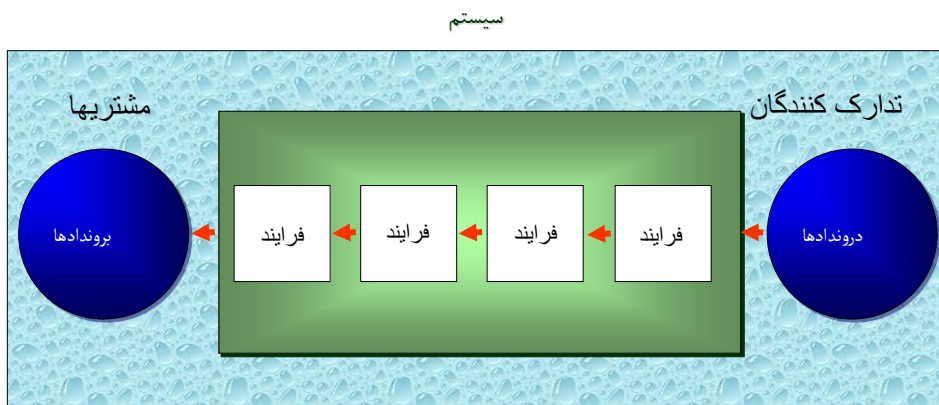 سیستم
تدارک کنندگان
مشتریها
دروندادها
فرایند
فرایند
فرایند
فرایند
بروندادها